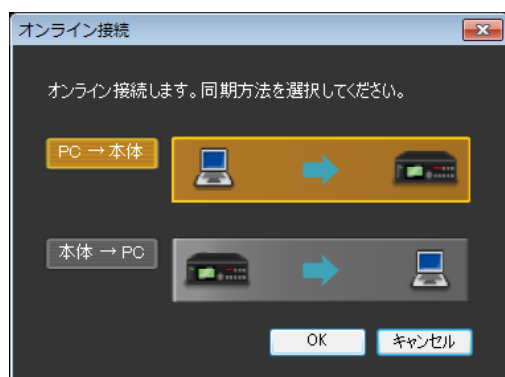 オンライン接続
オンライン接続します。同期方法を選択してください。
PC → 本体
本体 → PC
OK
キャンセル